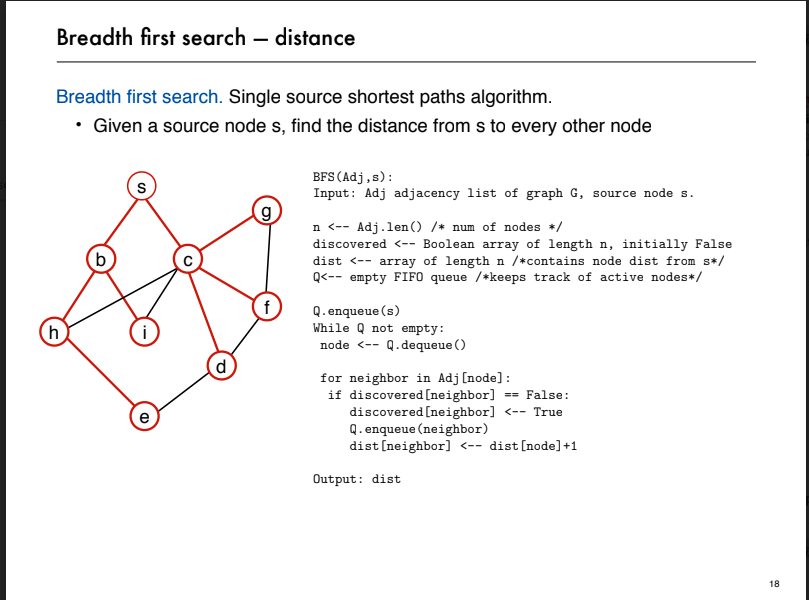 Breadth first search — distance
Breadth first search. Single source shortest paths algorithm.
• Given a source node s, find the distance from s to every other node
s
g
b
c
f
h
i
d
e
BFS(Adj,s):
Input: Adj adjacency list of graph G, source node s.
n <-- Adj.len() /* num of nodes */
discovered <-- Boolean array of length n, initially False
dist <-- array of length n /*contains node dist from s*/
Q<-- empty FIFO queue /*keeps track of active nodes*/
Q.enqueue(s)
While Q not empty:
 node <-- Q.dequeue()
 for neighbor in Adj[node]:
  if discovered[neighbor] == False:
     discovered[neighbor] <-- True
     Q.enqueue(neighbor)
     dist[neighbor] <-- dist[node]+1
Output: dist
18